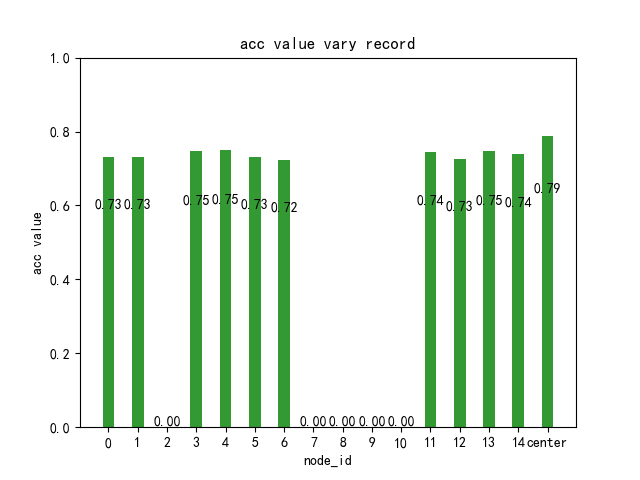 acc value vary record
acc value
1.0
0.8
0.6
0.4
0.2
0.0
0.73 0.73 0.00 0.75 0.75 0.73 0.72 0.00 0.00 0.00 0.00 0.74 0.73 0.75 0.74 0.79
0 1 2 3 4 5 6 7 8 9 10 11 12 13 14 center
node_id